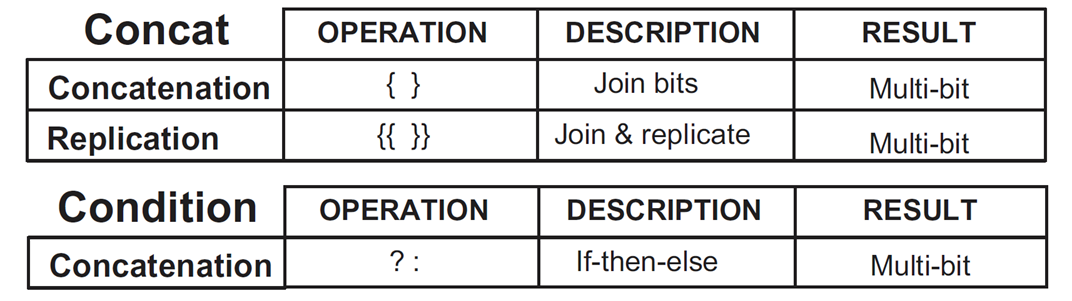 Concat OPERATION DESCRIPTION RESULT
Concatenation { } Join bits Multi-bit
Replication {{ }} Join & replicate Multi-bit
Condition OPERATION DESCRIPTION RESULT
Concatenation ? : If-then-else Multi-bit